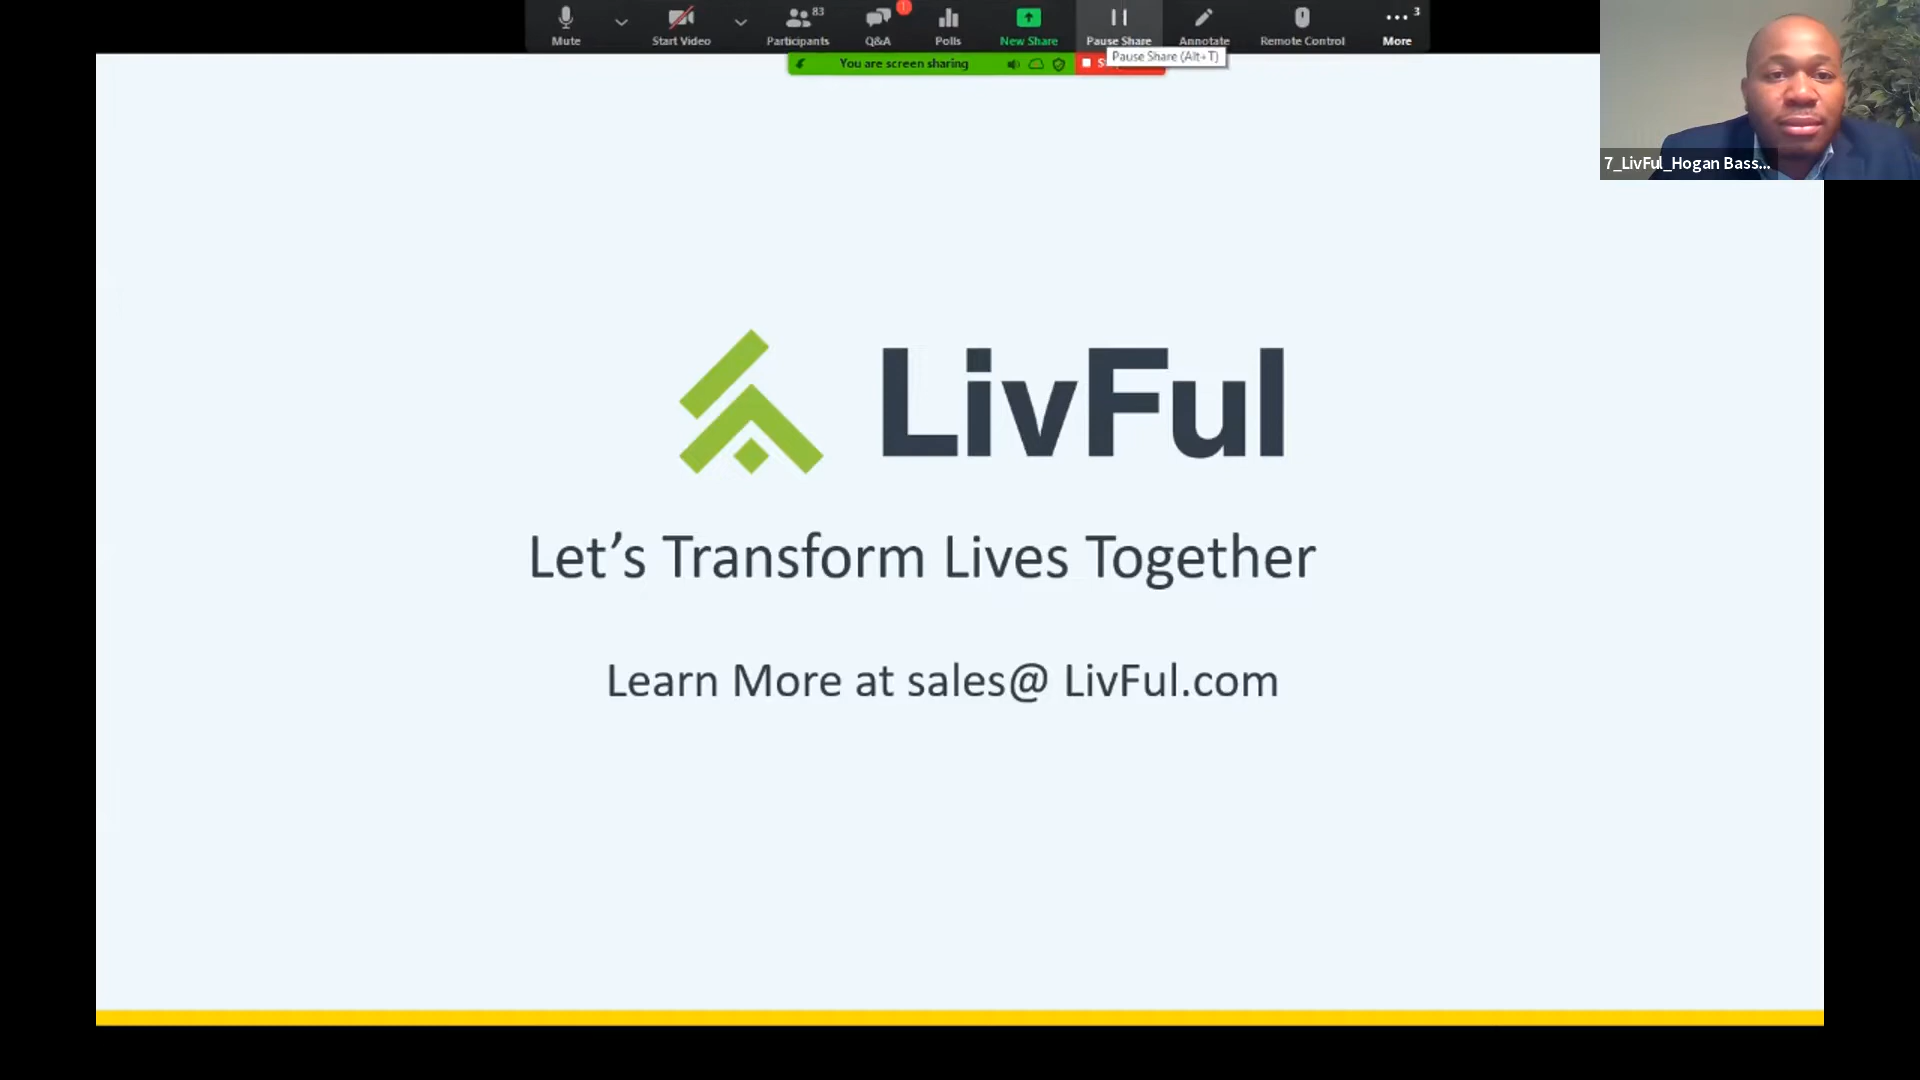 83
1
3
Mute
Start Video
Participants
Q&A
Polls
New Share
Pause Share
Annotate
Remote Control
More
You are screen sharing
Pause Share (Alt+T)
7_LivFul_Hogan Bass...
LivFul
Let’s Transform Lives Together
Learn More at sales@ LivFul.com